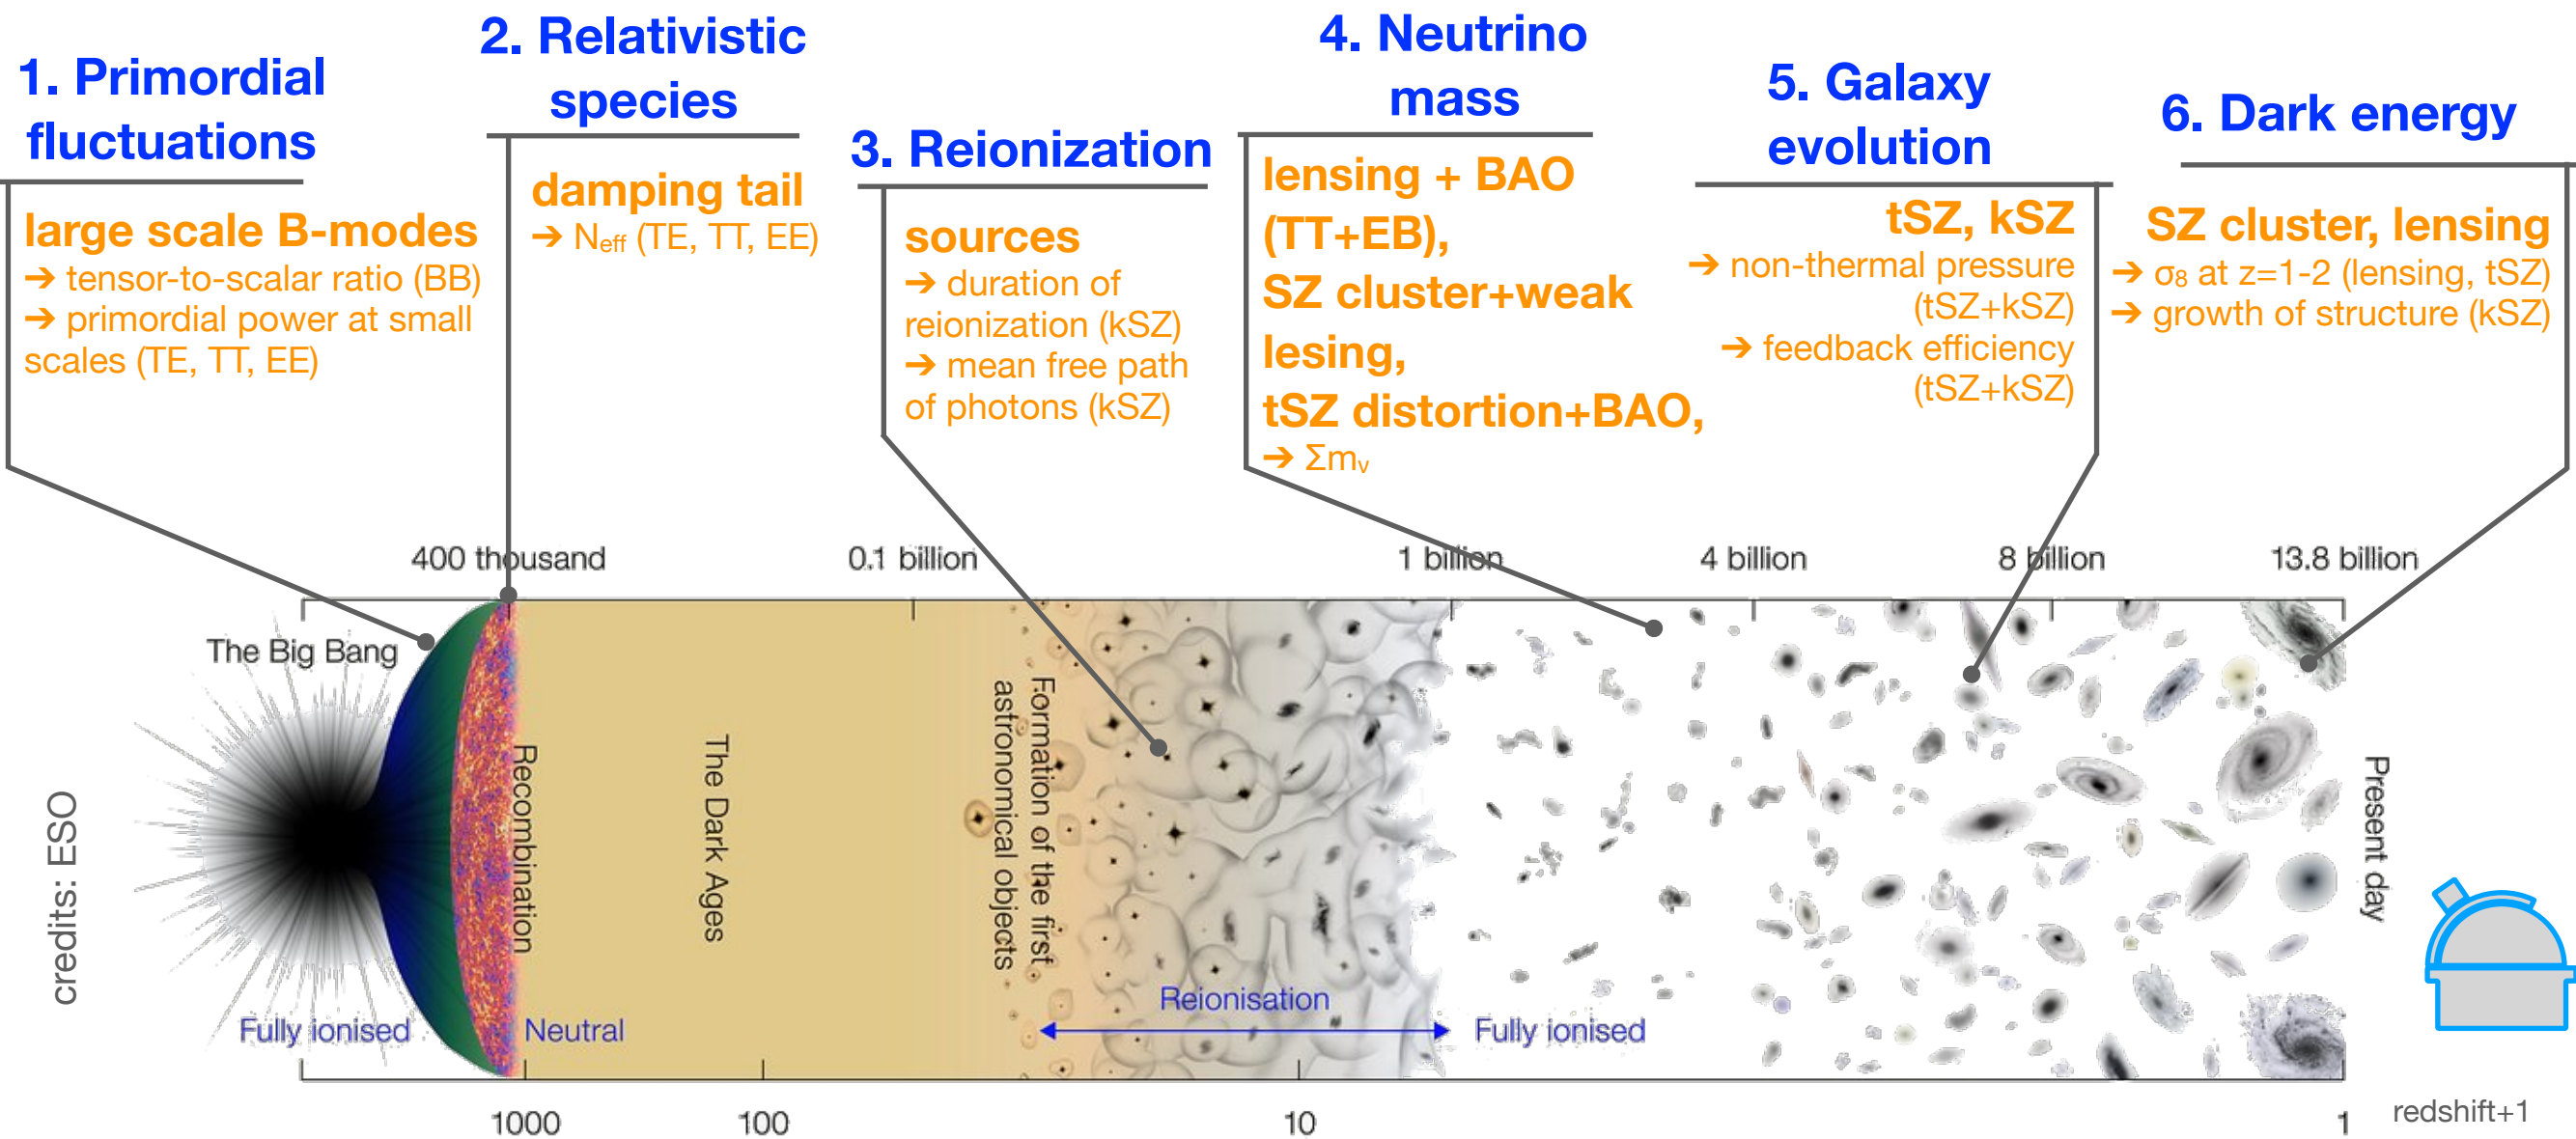 1. Primordial
fluctuations
large scale B-modes
➔ tensor-to-scalar ratio (BB)
➔ primordial power at small
scales (TE, TT, EE)
2. Relativistic
species
damping tail
➔ Neff (TE, TT, EE)
3. Reionization
sources
➔ duration of
reionization (kSZ)
➔ mean free path
of photons (kSZ)
4. Neutrino
mass
lensing + BAO
(TT+EB),
SZ cluster+weak
lesing,
tSZ distortion+BAO,
➔ Σmν
5. Galaxy
evolution
tSZ, kSZ
➔ non-thermal pressure
(tSZ+kSZ)
➔ feedback efficiency
(tSZ+kSZ)
6. Dark energy
SZ cluster, lensing
➔ σ8 at z=1-2 (lensing, tSZ)
➔ growth of structure (kSZ)
400 thousand
0.1 billion
1 billion
4 billion
8 billion
13.8 billion
The Big Bang
Recombination
The Dark Ages
Formation of the first
astronomical objects
Present day
credits: ESO
Reionisation
Fully ionised
Neutral
Fully ionised
1000
100
10
1
redshift+1